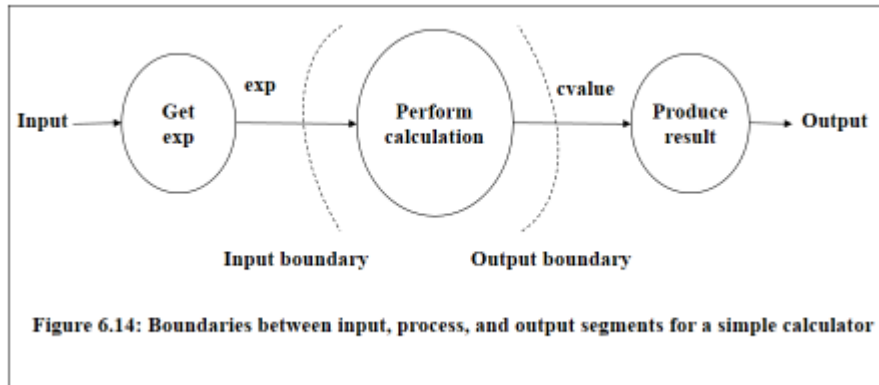 Input
Get
exp
exp
Perform
calculation
cvalue
Produce
result
Output
Input boundary
Output boundary
Figure 6.14: Boundaries between input, process, and output segments for a simple calculator